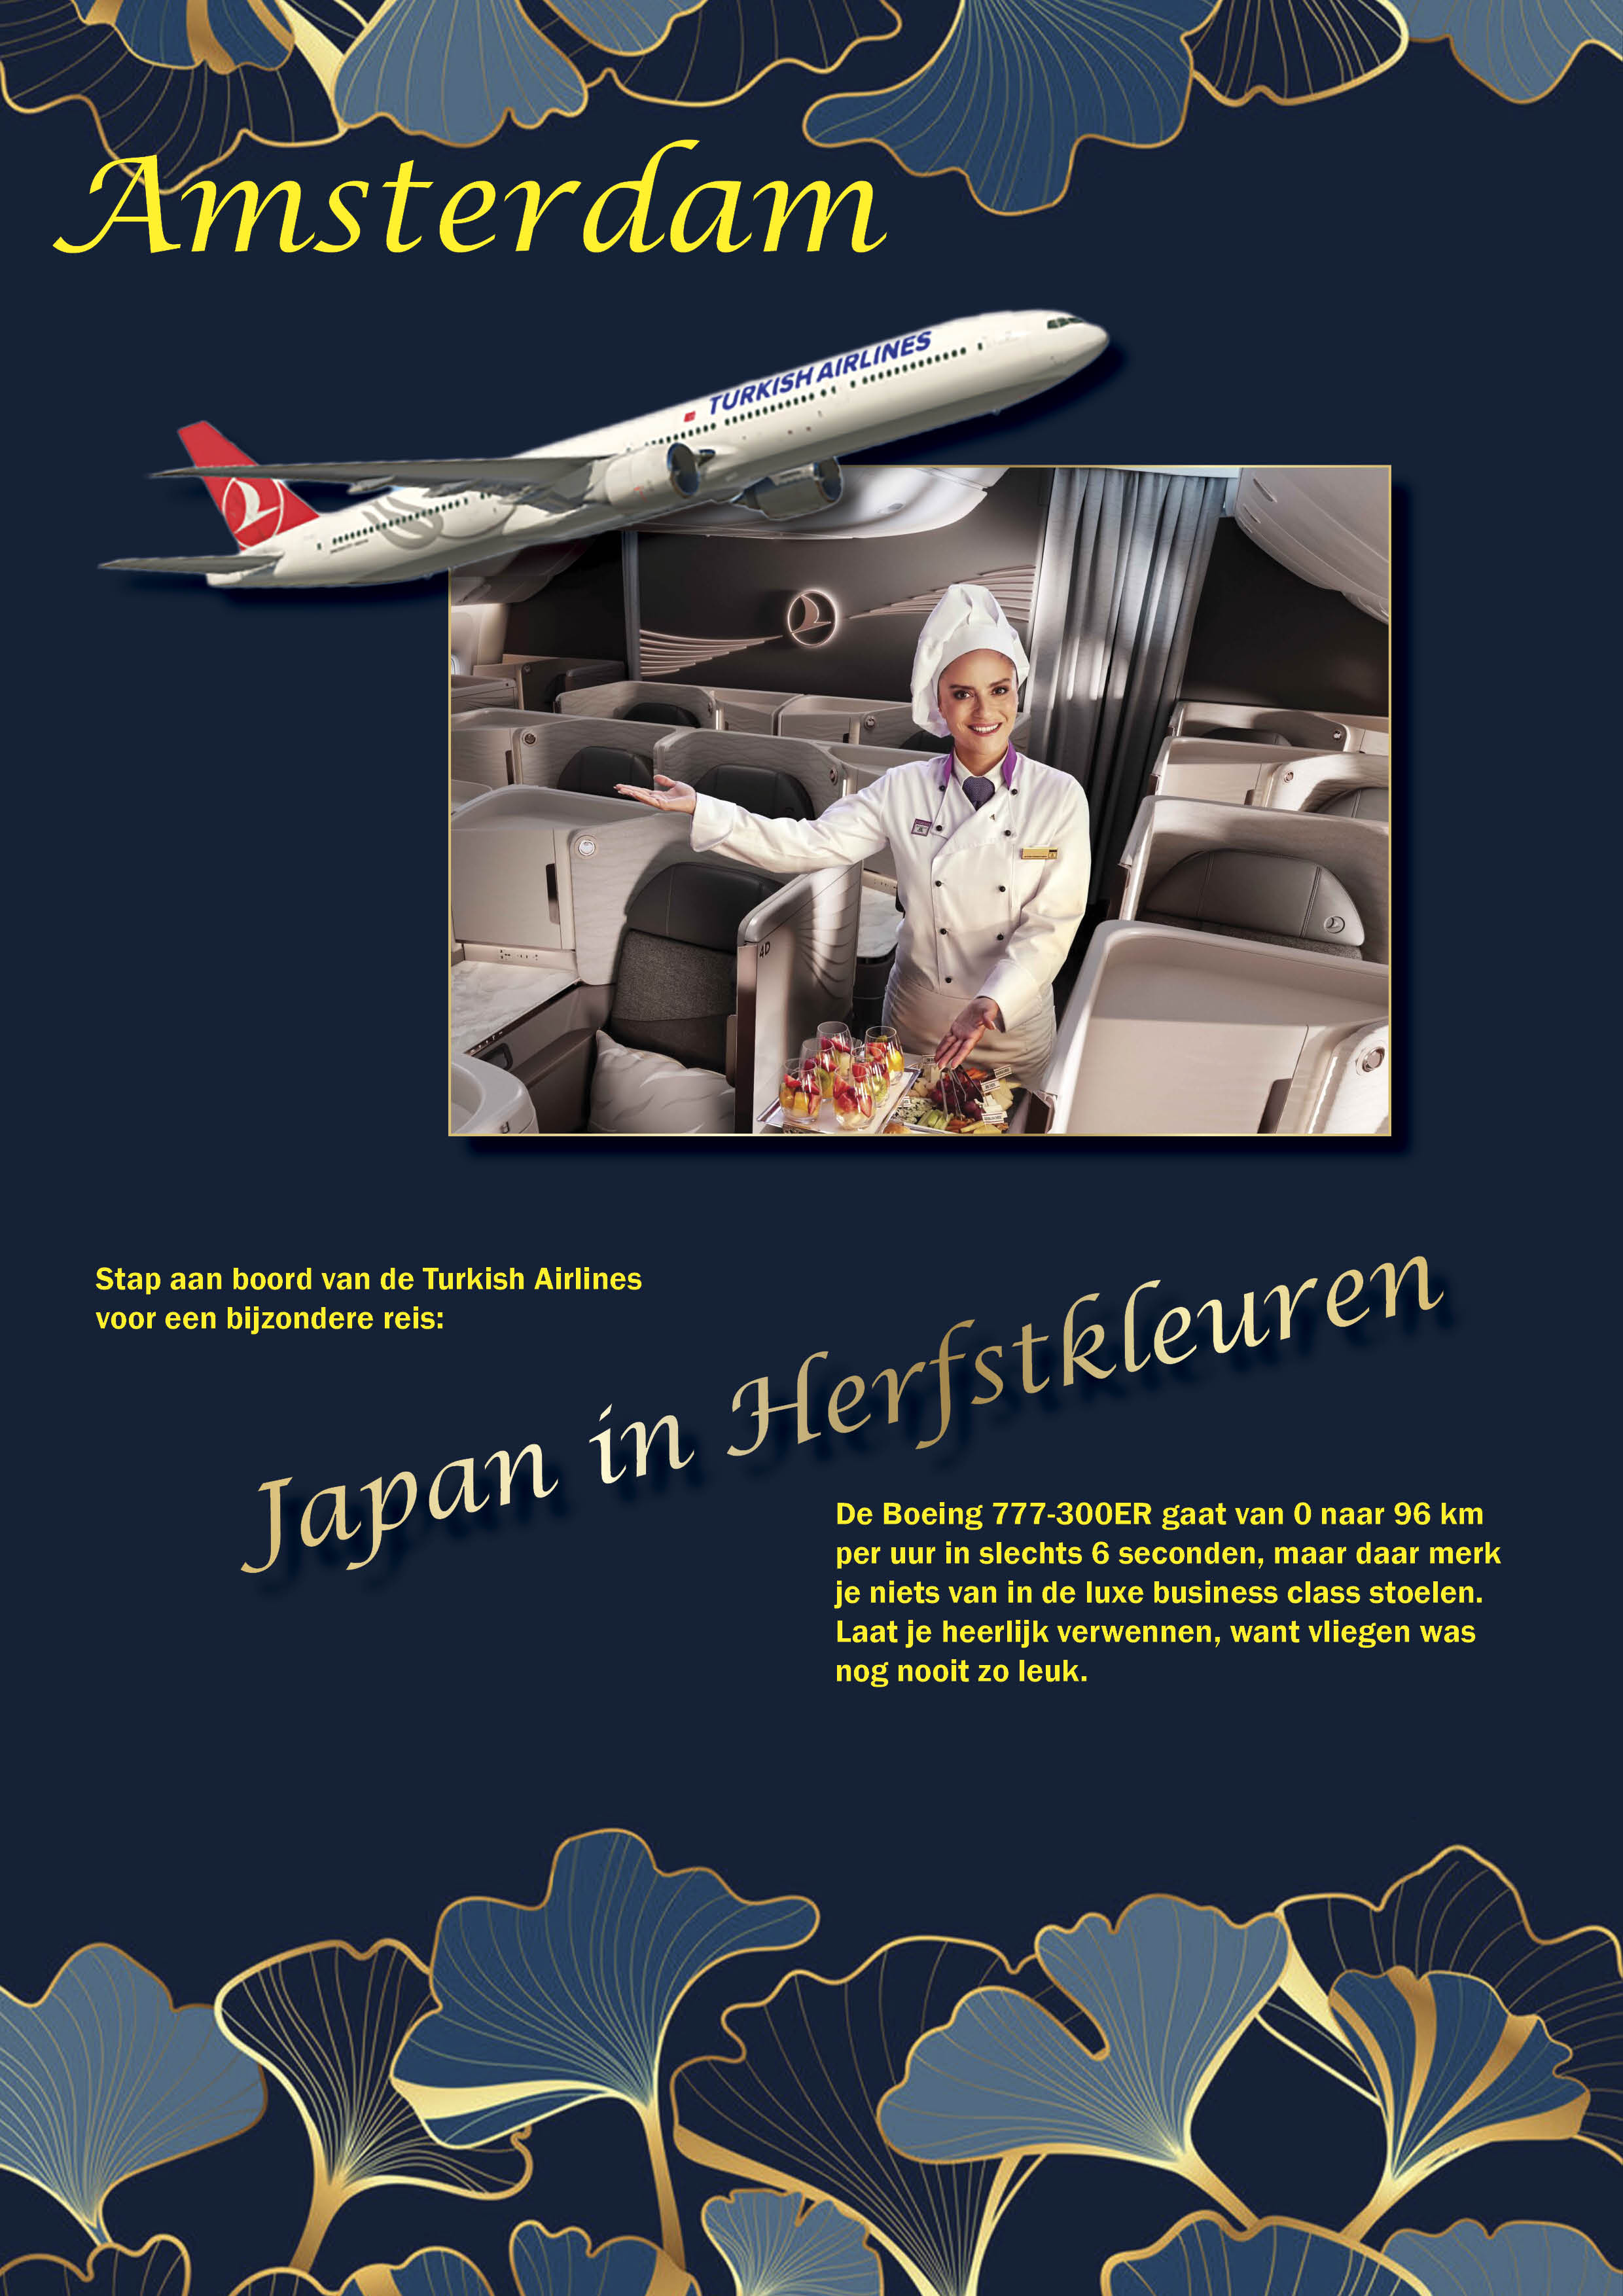 Amsterdam
TURKISH AIRLINES
4D
Stap aan boord van de Turkish Airlines
voor een bijzondere reis:
Japan in Herfstkleuren
De Boeing 777-300ER gaat van 0 naar 96 km
per uur in slechts 6 seconden, maar daar merk
je niets van in de luxe business class stoelen.
Laat je heerlijk verwennen, want vliegen was
nog nooit zo leuk.